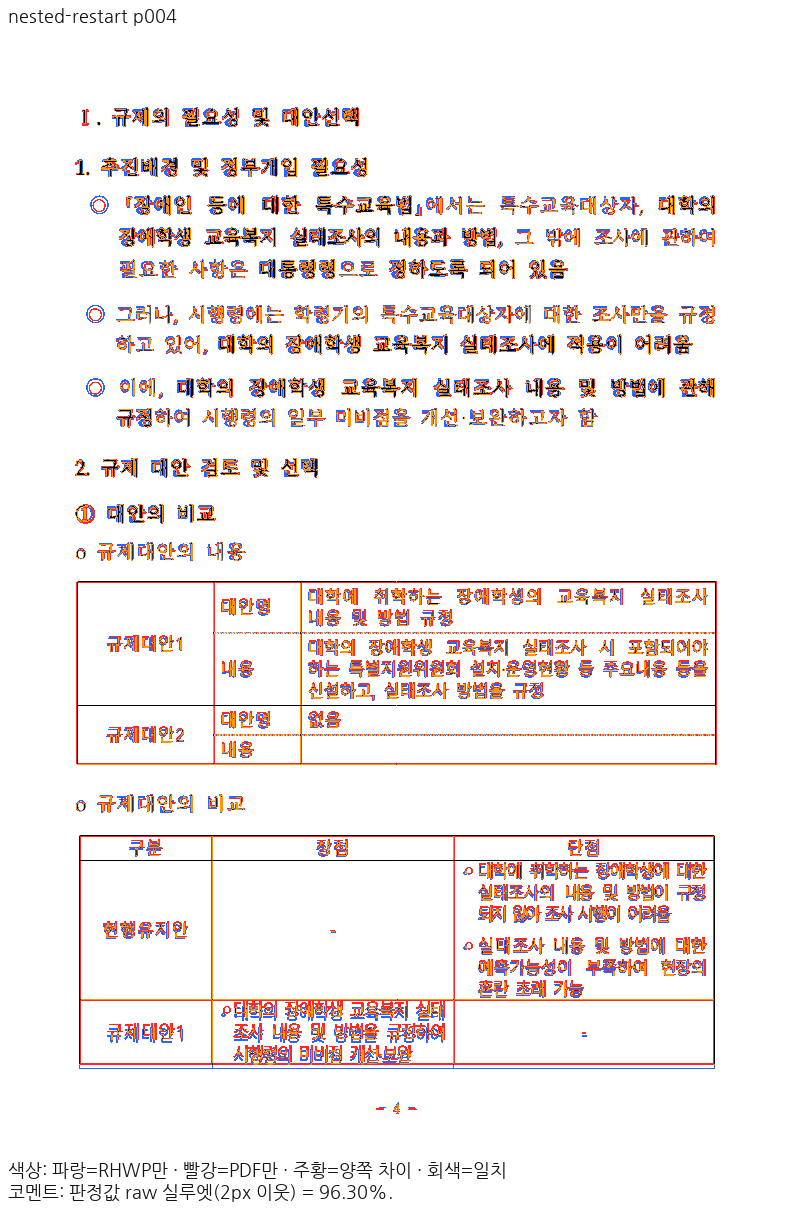 nested-restart p004
Ⅰ. 규제의 필요성 및 대안선택
1. 추진배경 및 정부개입 필요성
◎ 「장애인 등에 대한 특수교육법」에서는 특수교육대상자, 대학의
장애학생 교육복지 실태조사의 내용과 방법, 그 밖에 조사에 관하여
필요한 사항은 대통령령으로 정하도록 되어 있음
◎ 그러나, 시행령에는 학령기의 특수교육대상자에 대한 조사만을 규정
하고 있어, 대학의 장애학생 교육복지 실태조사에 적용이 어려움
◎ 이에, 대학의 장애학생 교육복지 실태조사 내용 및 방법에 관해
규정하여 시행령의 일부 미비점을 개선·보완하고자 함
2. 규제 대안 검토 및 선택
① 대안의 비교
o 규제대안의 내용
규제대안1
대안명
대학에 취학하는 장애학생의 교육복지 실태조사
내용 및 방법 규정
내용
대학의 장애학생 교육복지 실태조사 시 포함되어야
하는 특별지원위원회 설치·운영현황 등 주요내용 등을
신설하고, 실태조사 방법을 규정
규제대안2
대안명
없음
내용
o 규제대안의 비교
구분 장점 단점
현행유지안
-
o 대학에 취학하는 장애학생에 대한
실태조사의 내용 및 방법이 규정
되지 않아 조사 시행이 어려움
o 실태조사 내용 및 방법에 대한
예측가능성이 부족하여 현장의
혼란 초래 가능
규제대안1
o 대학의 장애학생 교육복지 실태
조사 내용 및 방법을 규정하여
시행령의 미비점 개선·보완
-
- 4 -
색상: 파랑=RHWP만 · 빨강=PDF만 · 주황=양쪽 차이 · 회색=일치
코멘트: 판정값 raw 실루엣(2px 이웃) = 96.30%.